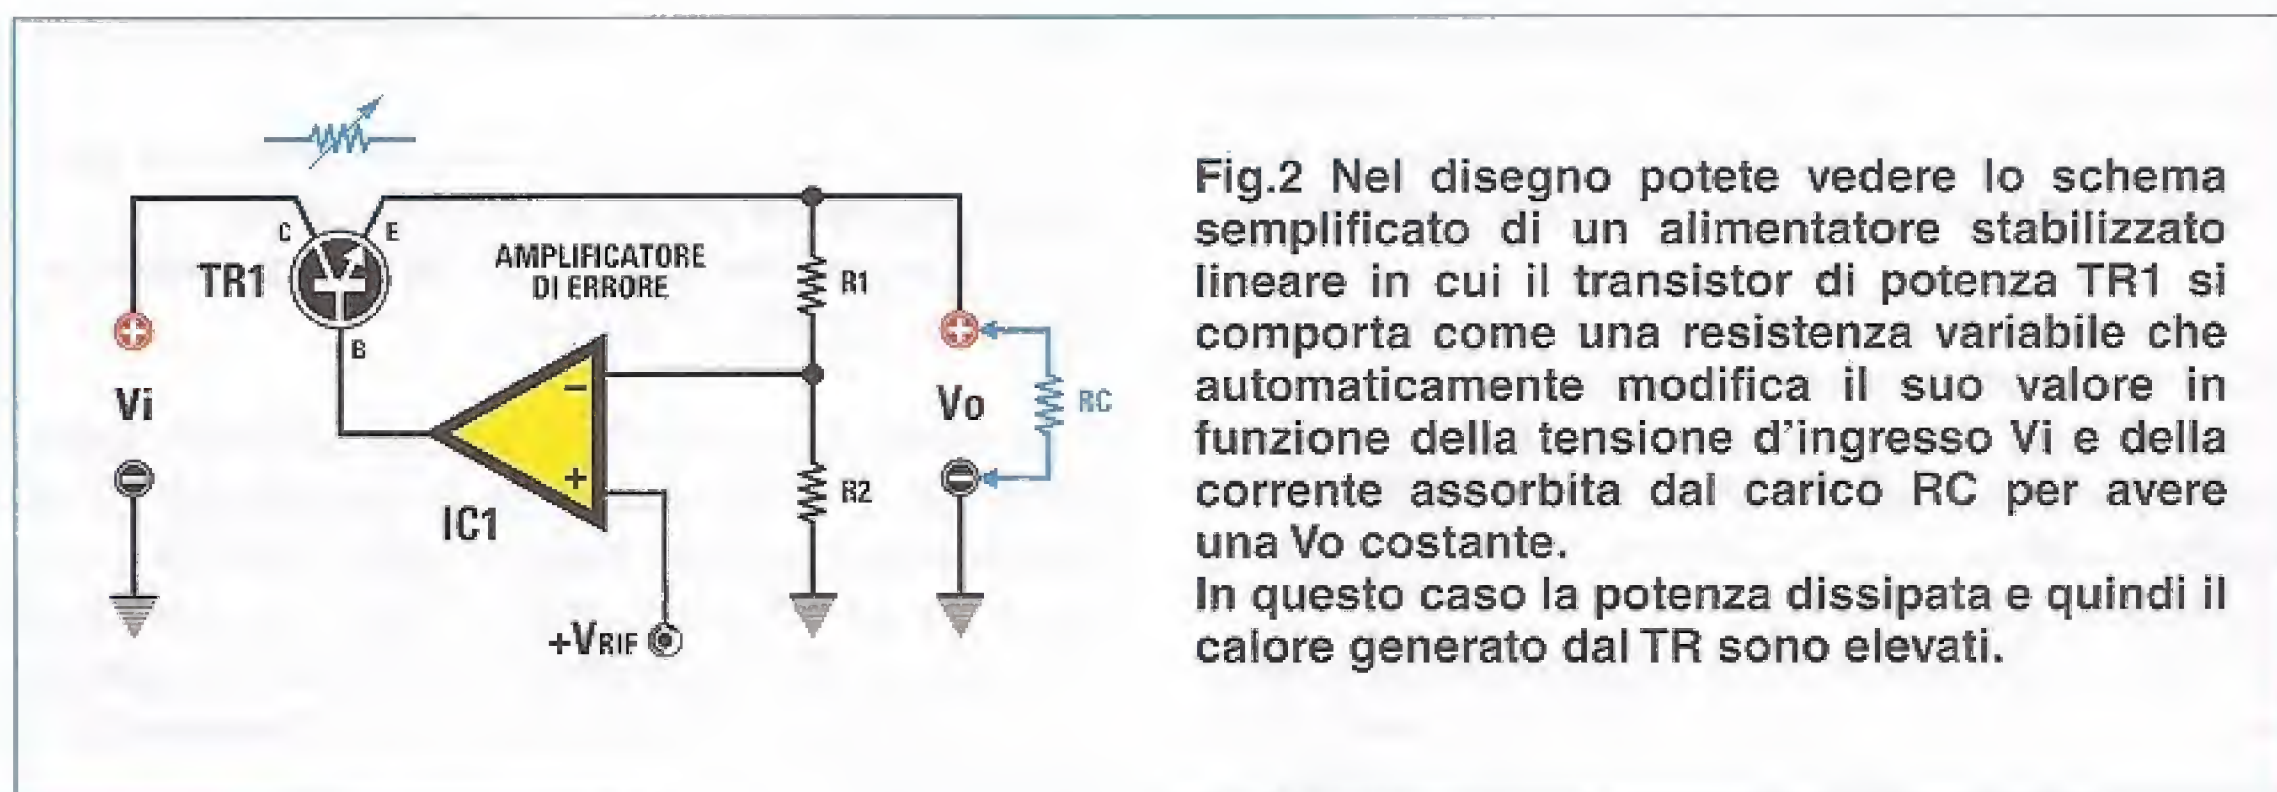 C
E
TR1
B
AMPLIFICATORE
DI ERRORE
R1
Vi
−
Vo
RC
+
R2
IC1
+VRIF
Fig.2 Nel disegno potete vedere lo schema
semplificato di un alimentatore stabilizzato
lineare in cui il transistor di potenza TR1 si
comporta come una resistenza variabile che
automaticamente modifica il suo valore in
funzione della tensione d'ingresso Vi e della
corrente assorbita dal carico RC per avere
una Vo costante.
In questo caso la potenza dissipata e quindi il
calore generato dal TR sono elevati.